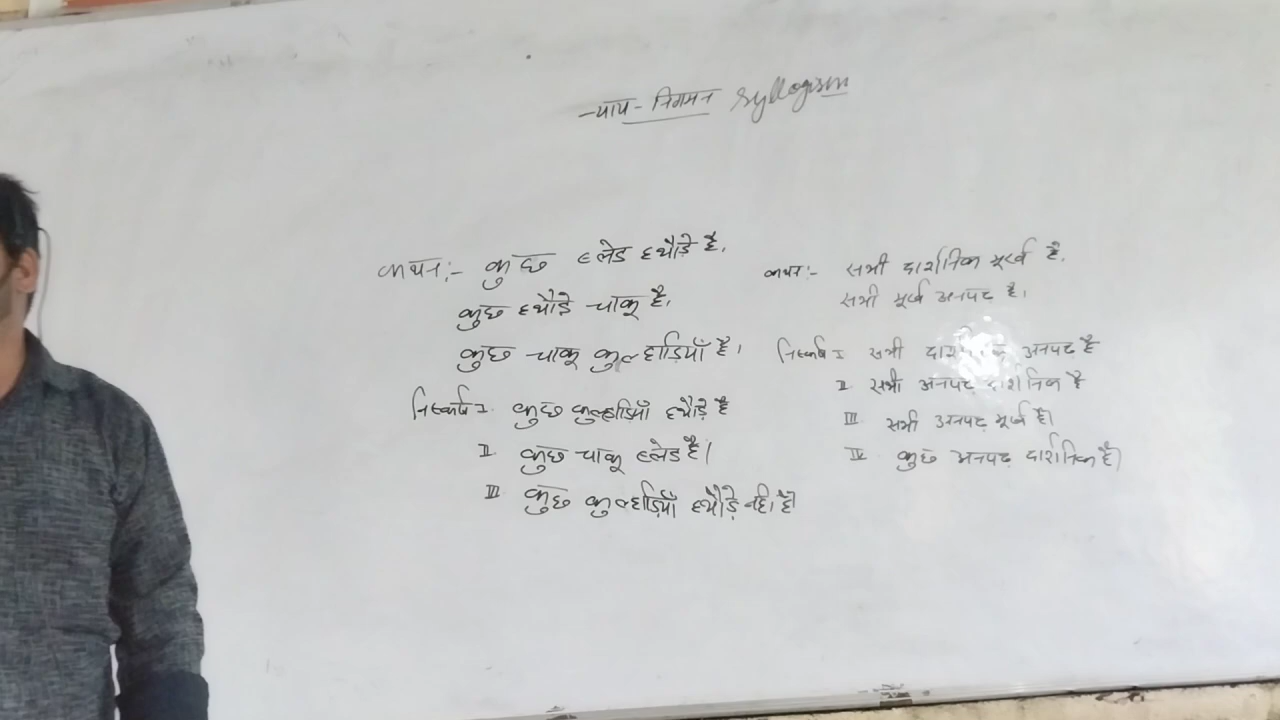 न्याय-निगमन Syllogism
कथन:- कुछ ब्लेड हथौड़े है.
कुछ हथौड़े चाकू है.
कुछ चाकू कुल्हाड़ियाँ है।
निष्कर्ष I. कुछ कुल्हाड़ियाँ हथौड़े है
II. कुछ चाकू ब्लेड है।
III कुछ कुल्हाड़ियाँ हथौड़े नही है।
कथन:- सभी दार्शनिक मूर्ख है.
सभी मूर्ख अनपढ है।
निष्कर्ष I सभी दार्शनिक अनपढ है
II सभी अनपढ़ दार्शनिक है
III सभी अनपढ़ मूर्ख है।
IV कुछ अनपढ़ दार्शनिक है।